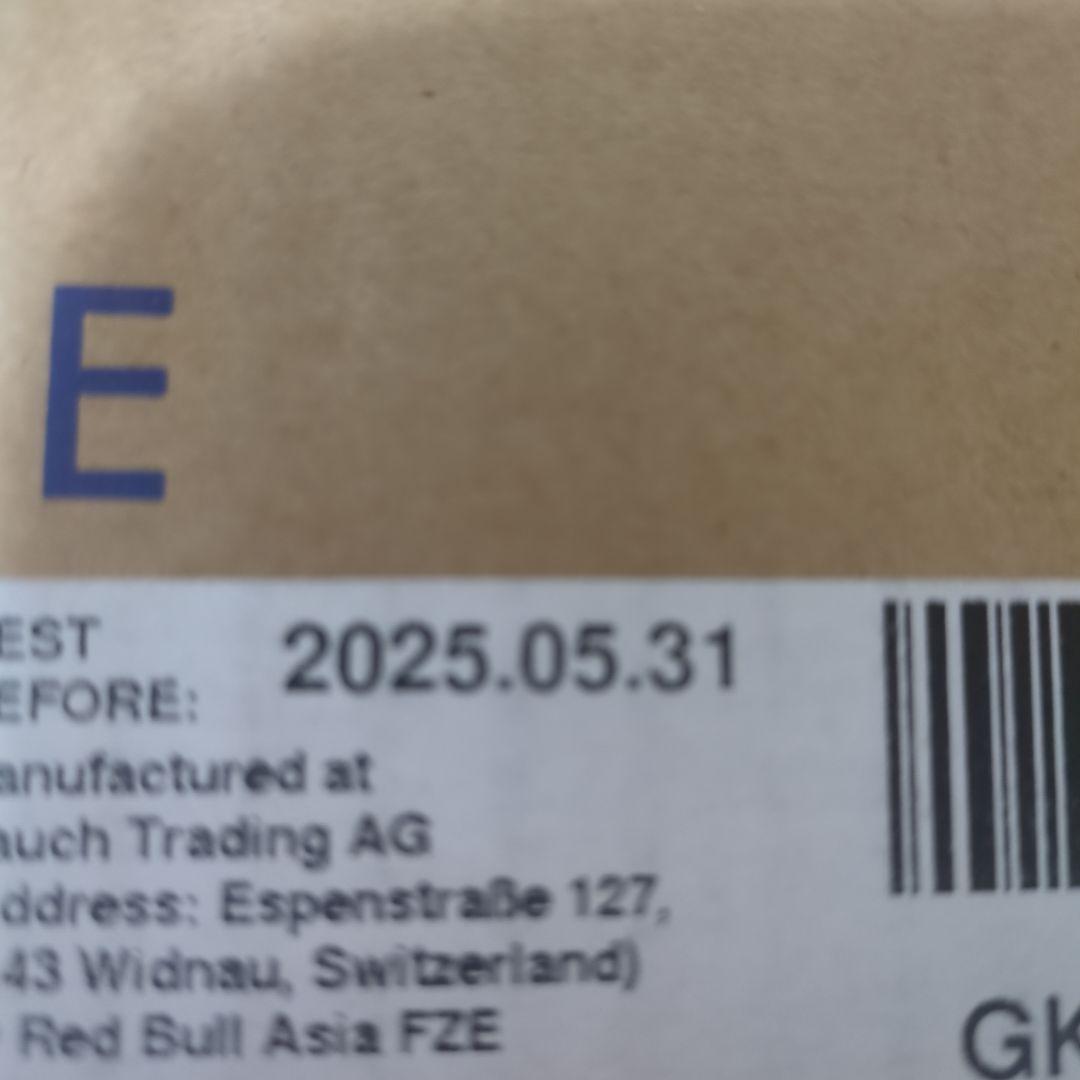 E
EST 2025.05.31
EFORE:
anufactured at
auch Trading AG
ddress: Espenstraße 127,
43 Widnau, Switzerland)
Red Bull Asia FZE
GK